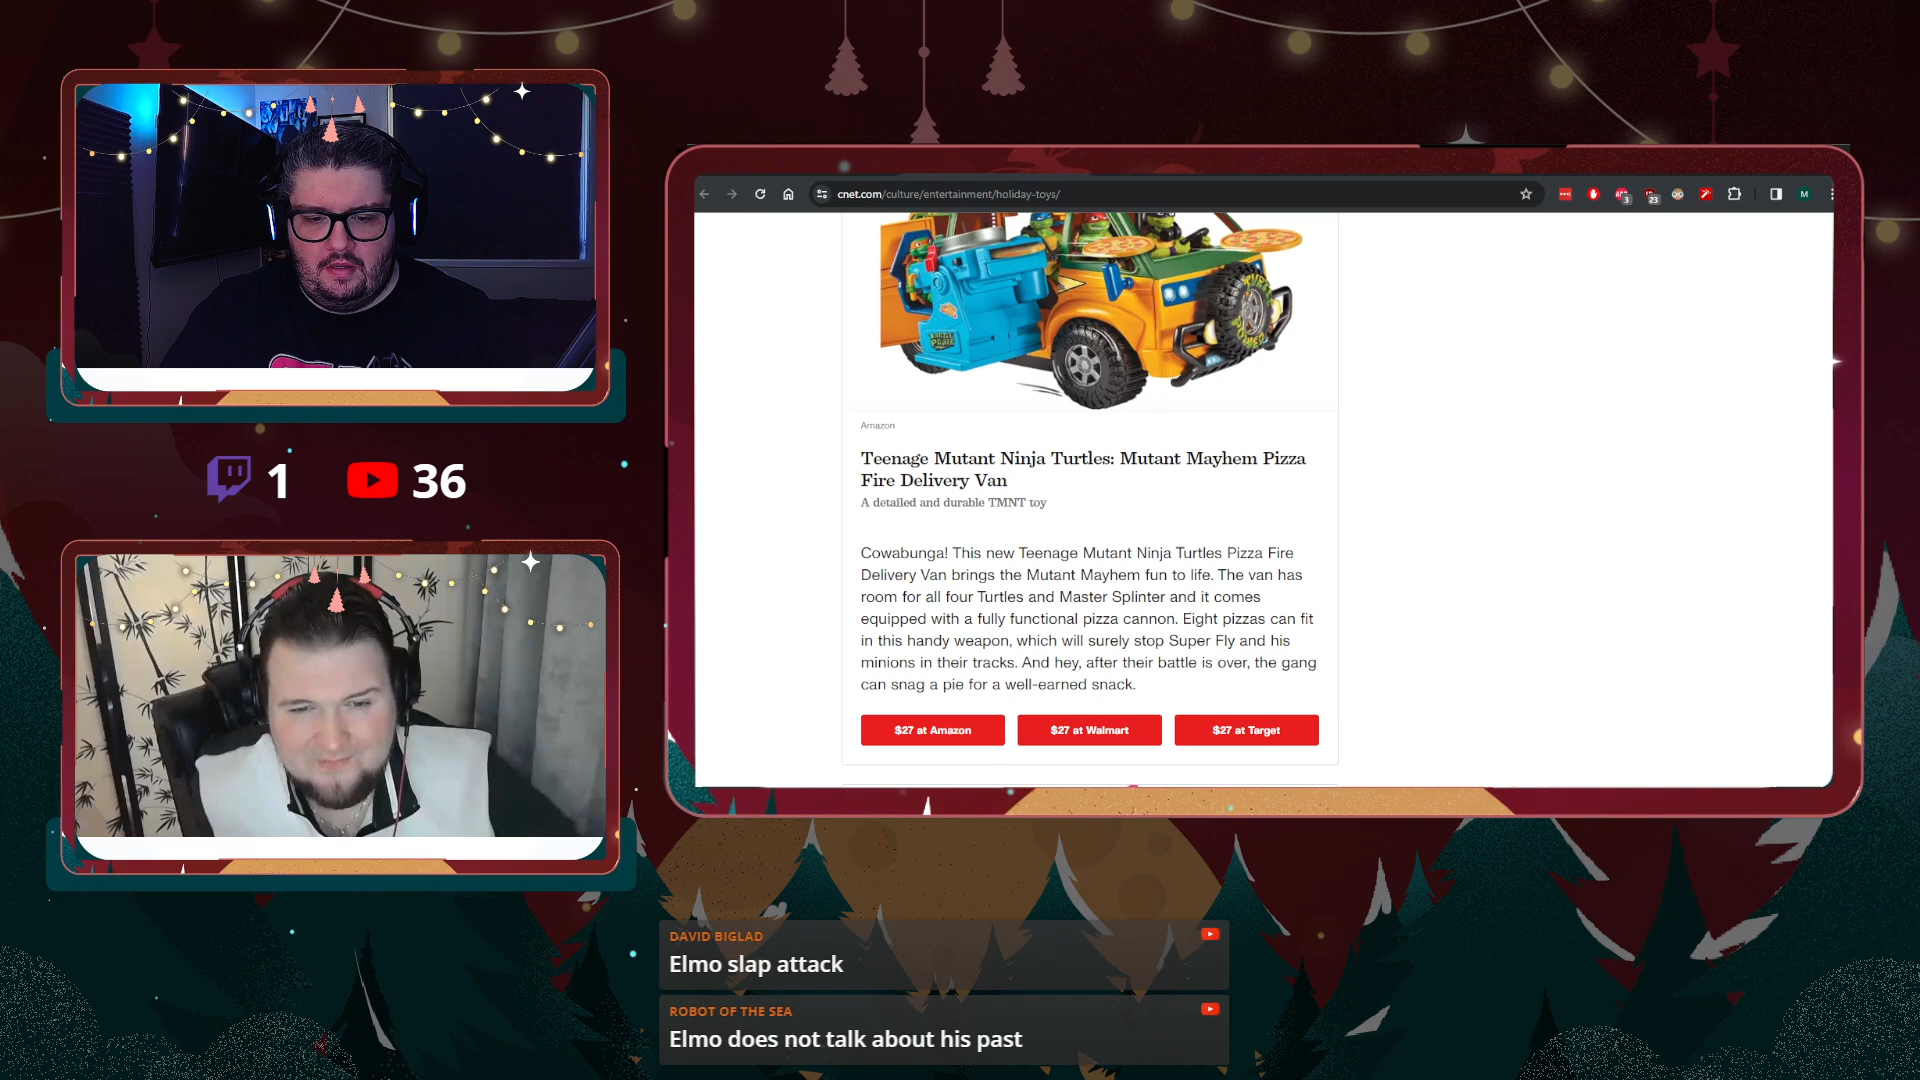 1
36
cnet.com/culture/entertainment/holiday-toys/
3
23
M
Amazon
Teenage Mutant Ninja Turtles: Mutant Mayhem Pizza
Fire Delivery Van
A detailed and durable TMNT toy
Cowabunga! This new Teenage Mutant Ninja Turtles Pizza Fire
Delivery Van brings the Mutant Mayhem fun to life. The van has
room for all four Turtles and Master Splinter and it comes
equipped with a fully functional pizza cannon. Eight pizzas can fit
in this handy weapon, which will surely stop Super Fly and his
minions in their tracks. And hey, after their battle is over, the gang
can snag a pie for a well-earned snack.
$27 at Amazon
$27 at Walmart
$27 at Target
DAVID BIGLAD
Elmo slap attack
ROBOT OF THE SEA
Elmo does not talk about his past